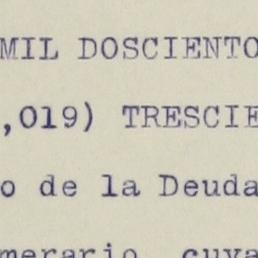 MIL DOSCIENTO
,019) TRESCIE
o de la Deuda
merario, cuya